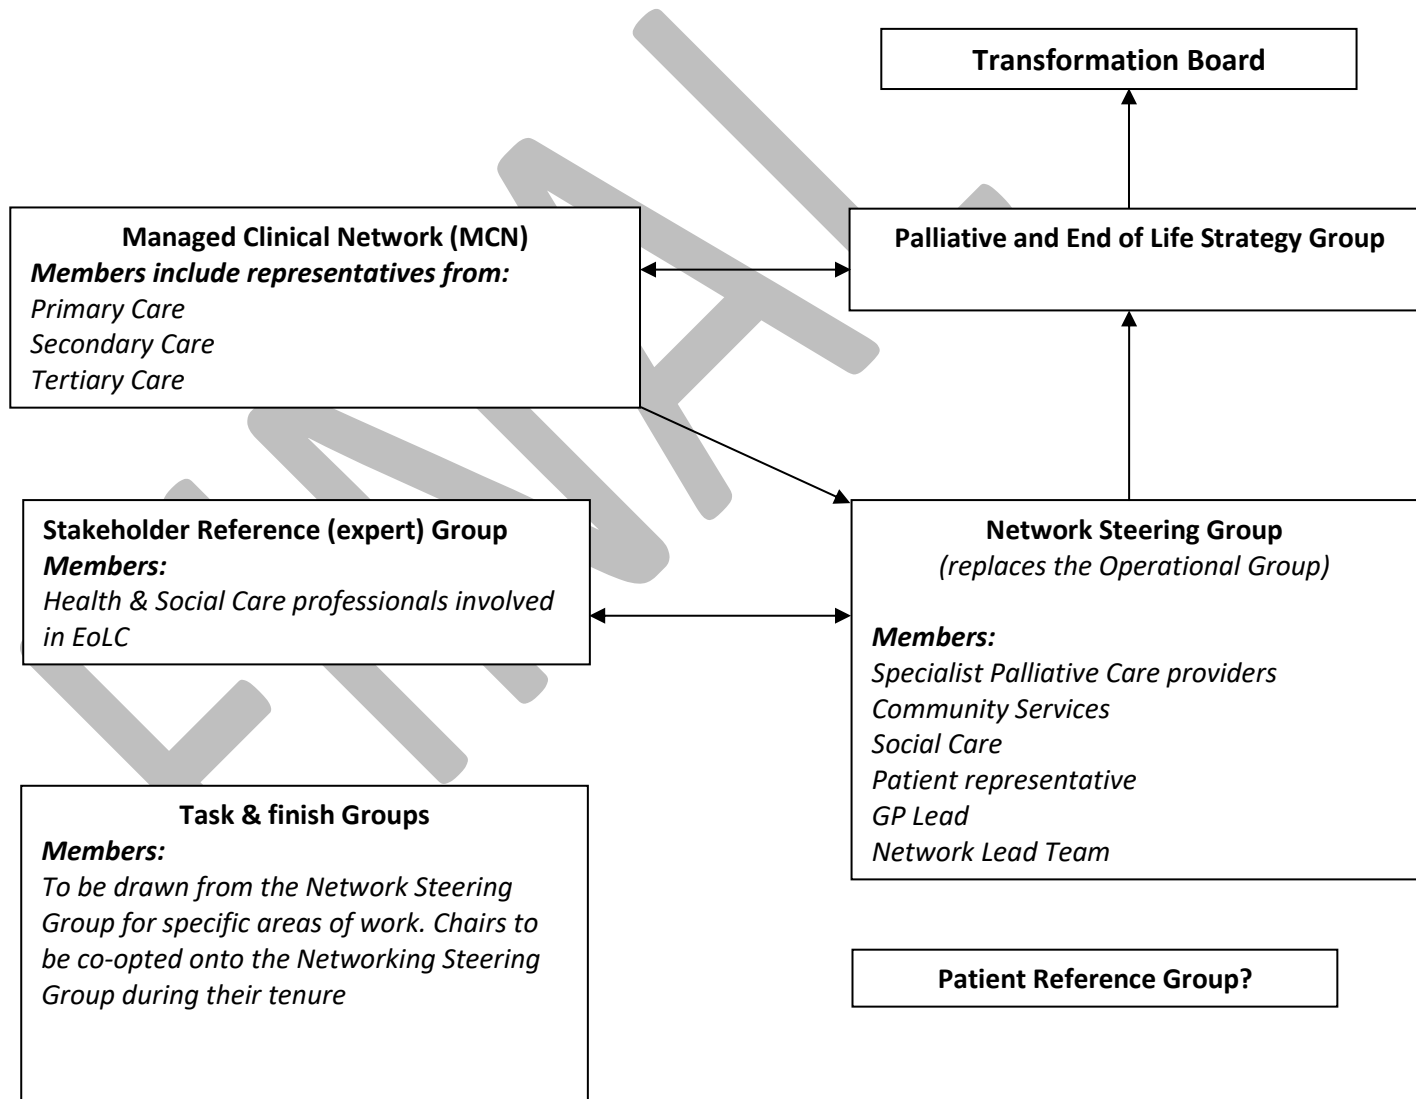 Transformation Board
Managed Clinical Network (MCN)
Members include representatives from:
Primary Care
Secondary Care
Tertiary Care
Palliative and End of Life Strategy Group
Stakeholder Reference (expert) Group
Members:
Health & Social Care professionals involved
in EoLC
Network Steering Group
(replaces the Operational Group)
Members:
Specialist Palliative Care providers
Community Services
Social Care
Patient representative
GP Lead
Network Lead Team
Task & finish Groups
Members:
To be drawn from the Network Steering
Group for specific areas of work. Chairs to
be co-opted onto the Networking Steering
Group during their tenure
Patient Reference Group?
FINAL